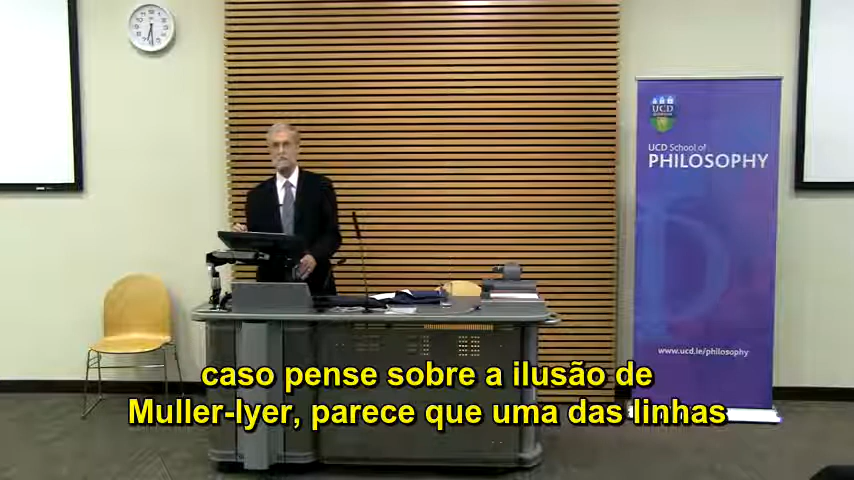 UCD
UCD School of
PHILOSOPHY
www.ucd.ie/philosophy
caso pense sobre a ilusão de
Muller-lyer, parece que uma das linhas